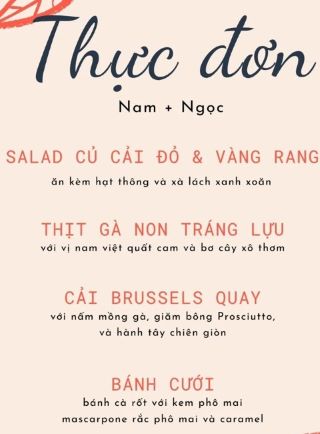 Thực đơn
Nam + Ngọc
SALAD CỦ CẢI ĐỎ & VÀNG RANG
ăn kèm hạt thông và xà lách xanh xoăn
THỊT GÀ NON TRÁNG LỰU
với vị nam việt quất cam và bơ cây xô thơm
CẢI BRUSSELS QUAY
với nấm mồng gà, giăm bông Prosciutto,
và hành tây chiên giòn
BÁNH CƯỚI
bánh cà rốt với kem phô mai
mascarpone rắc phô mai và caramel